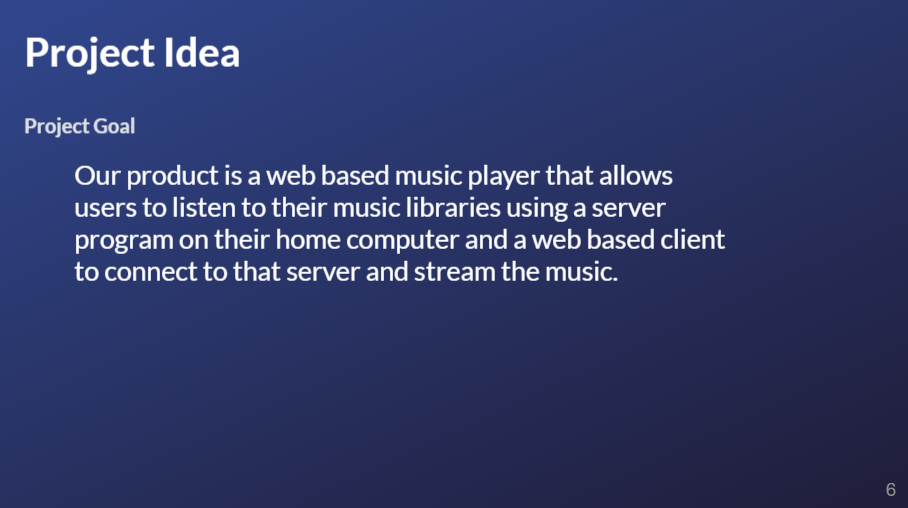 Project Idea
Project Goal
Our product is a web based music player that allows
users to listen to their music libraries using a server
program on their home computer and a web based client
to connect to that server and stream the music.
6